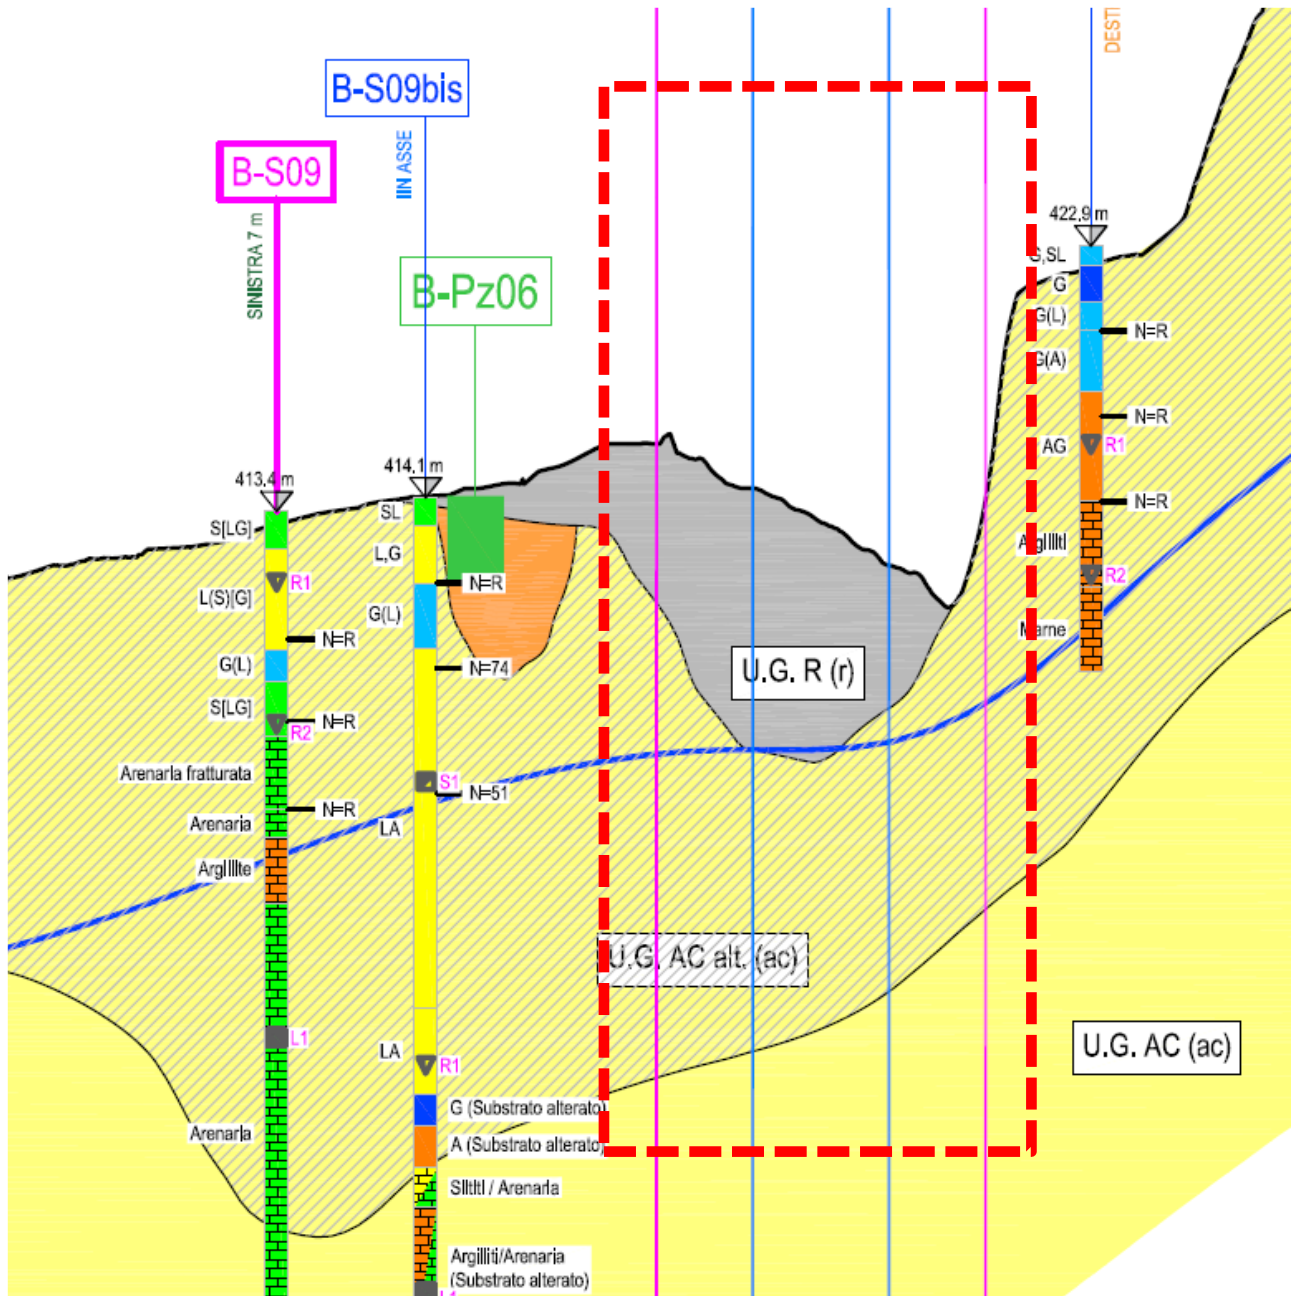 DESTI
B-S09bis
IIN ASSE
B-S09
SINISTRA 7 m
B-Pz06
422,9 m
G,SL
G
G(L)
N=R
G(A)
N=R
AG
R1
N=R
Argilliti
R2
Marne
413,4 m
S[LG]
R1
L(S)[G]
N=R
G(L)
S[LG]
N=R
R2
Arenaria fratturata
N=R
Arenaria
Argillite
L1
Arenaria
414,1 m
SL
L,G
N=R
G(L)
N=74
S1
N=51
LA
LA
R1
G (Substrato alterato)
A (Substrato alterato)
Siltiti / Arenaria
Argilliti/Arenaria
(Substrato alterato)
L1
U.G. R (r)
U.G. AC alt. (ac)
U.G. AC (ac)